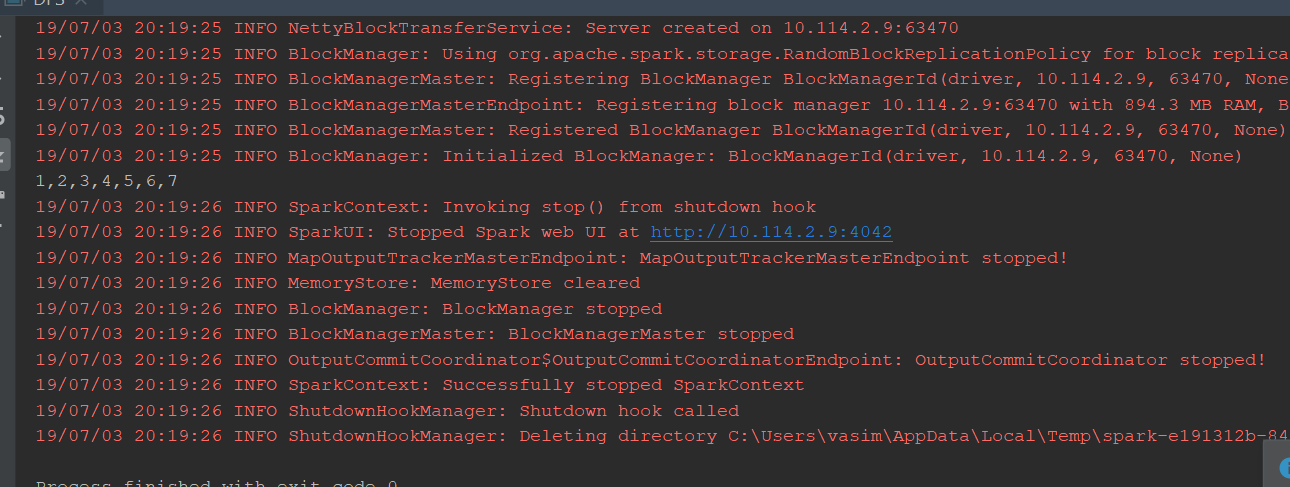 DFS
19/07/03 20:19:25 INFO NettyBlockTransferService: Server created on 10.114.2.9:63470
19/07/03 20:19:25 INFO BlockManager: Using org.apache.spark.storage.RandomBlockReplicationPolicy for block replica
19/07/03 20:19:25 INFO BlockManagerMaster: Registering BlockManager BlockManagerId(driver, 10.114.2.9, 63470, None
19/07/03 20:19:25 INFO BlockManagerMasterEndpoint: Registering block manager 10.114.2.9:63470 with 894.3 MB RAM, B
19/07/03 20:19:25 INFO BlockManagerMaster: Registered BlockManager BlockManagerId(driver, 10.114.2.9, 63470, None)
19/07/03 20:19:25 INFO BlockManager: Initialized BlockManager: BlockManagerId(driver, 10.114.2.9, 63470, None)
1,2,3,4,5,6,7
19/07/03 20:19:26 INFO SparkContext: Invoking stop() from shutdown hook
19/07/03 20:19:26 INFO SparkUI: Stopped Spark web UI at http://10.114.2.9:4042
19/07/03 20:19:26 INFO MapOutputTrackerMasterEndpoint: MapOutputTrackerMasterEndpoint stopped!
19/07/03 20:19:26 INFO MemoryStore: MemoryStore cleared
19/07/03 20:19:26 INFO BlockManager: BlockManager stopped
19/07/03 20:19:26 INFO BlockManagerMaster: BlockManagerMaster stopped
19/07/03 20:19:26 INFO OutputCommitCoordinator$OutputCommitCoordinatorEndpoint: OutputCommitCoordinator stopped!
19/07/03 20:19:26 INFO SparkContext: Successfully stopped SparkContext
19/07/03 20:19:26 INFO ShutdownHookManager: Shutdown hook called
19/07/03 20:19:26 INFO ShutdownHookManager: Deleting directory C:\Users\vasim\AppData\Local\Temp\spark-e191312b-84
Process finished with exit code 0